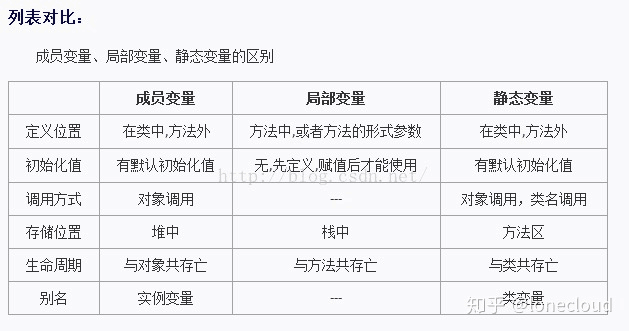 列表对比：
成员变量、局部变量、静态变量的区别
成员变量 局部变量 静态变量
定义位置 在类中,方法外 方法中,或者方法的形式参数 在类中,方法外
初始化值 有默认初始化值 无,先定义,赋值后才能使用 有默认初始化值
http://blog.csdn.net/
调用方式 对象调用 --- 对象调用，类名调用
存储位置 堆中 栈中 方法区
生命周期 与对象共存亡 与方法共存亡 与类共存亡
别名 实例变量 --- 类变量
知乎 @lonecloud